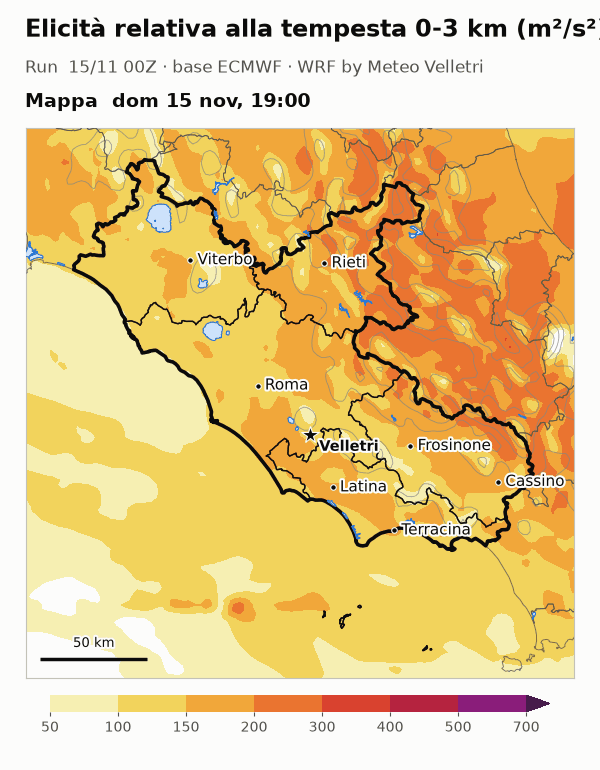 Elicità relativa alla tempesta 0-3 km (m²/s²)
Run 15/11 00Z · base ECMWF · WRF by Meteo Velletri
Mappa dom 15 nov, 19:00
Viterbo
Rieti
Roma
Velletri
Frosinone
Cassino
Latina
Terracina
50 km
50 100 150 200 300 400 500 700